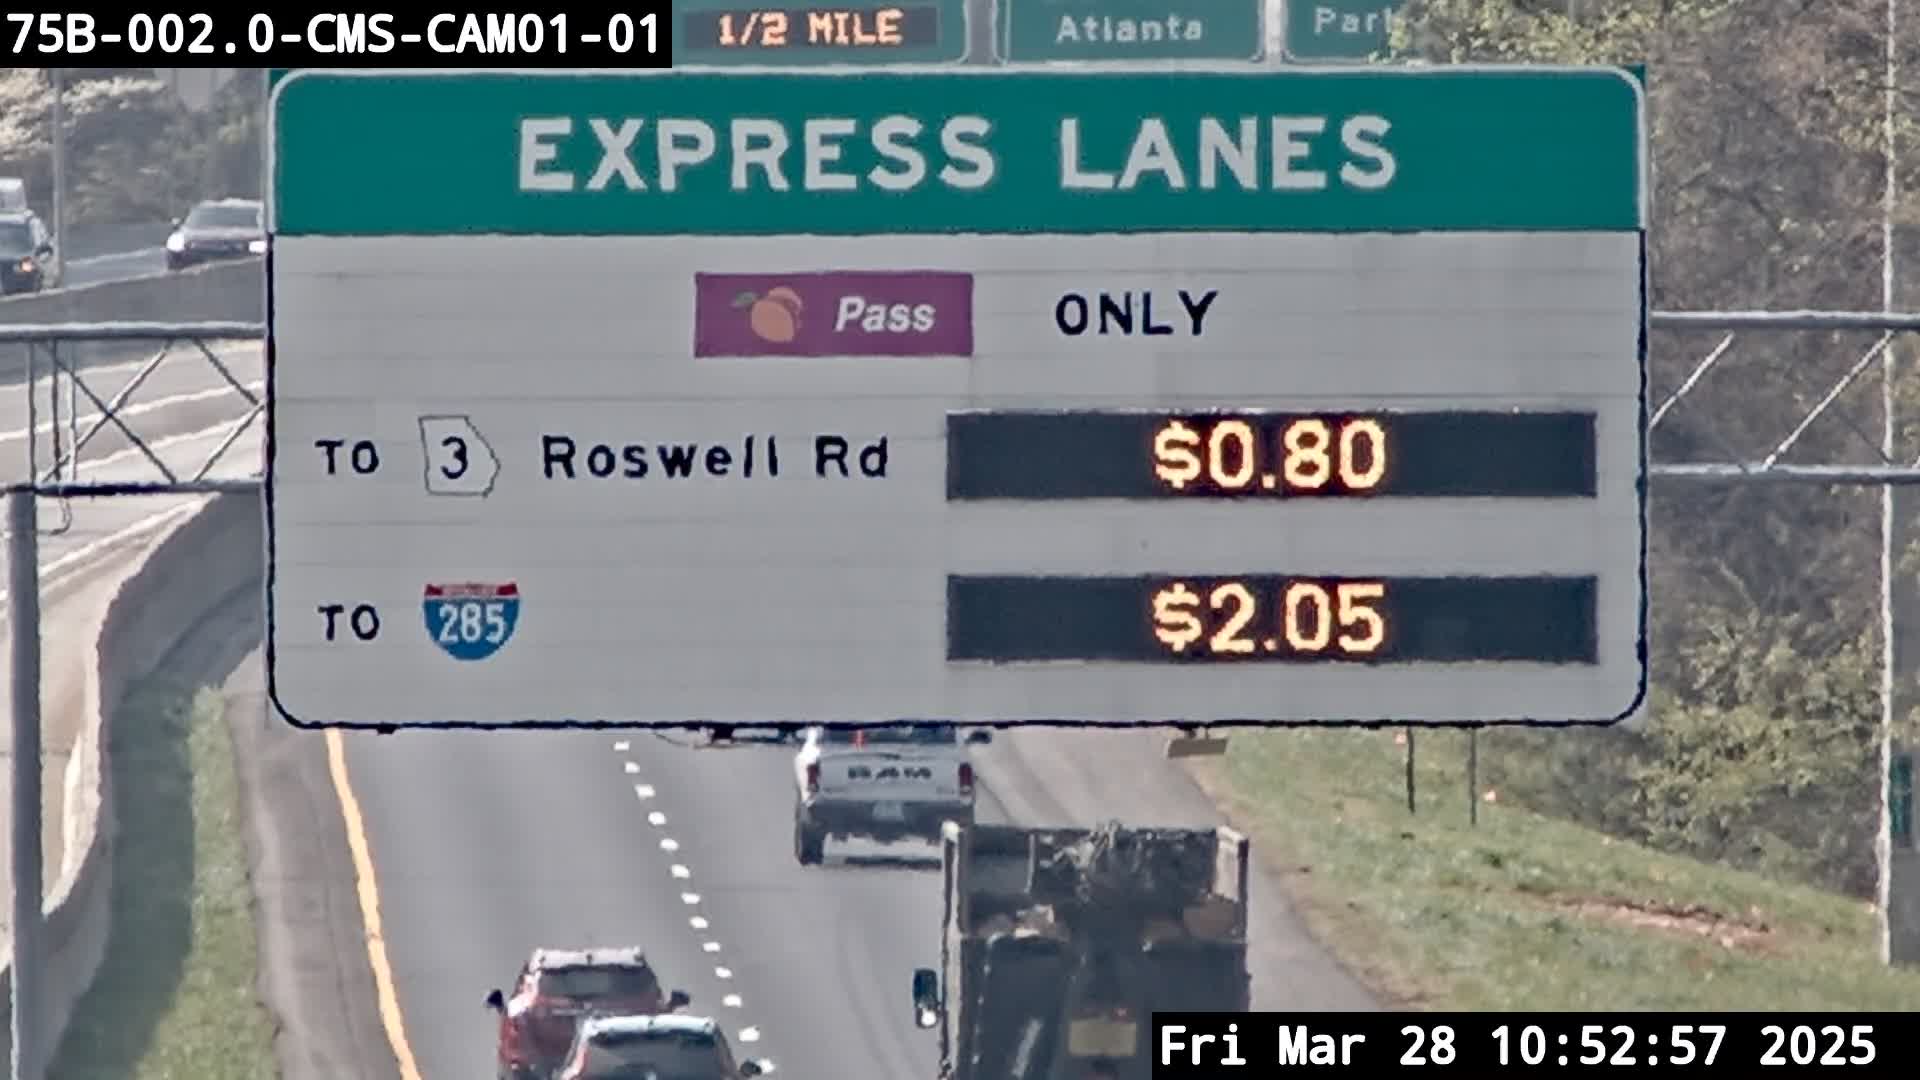 75B-002.0-CMS-CAM01-01
1/2 MILE
Atlanta
EXPRESS LANES
Pass ONLY
TO 3 Roswell Rd $0.80
TO 285 $2.05
Fri Mar 28 10:52:57 2025